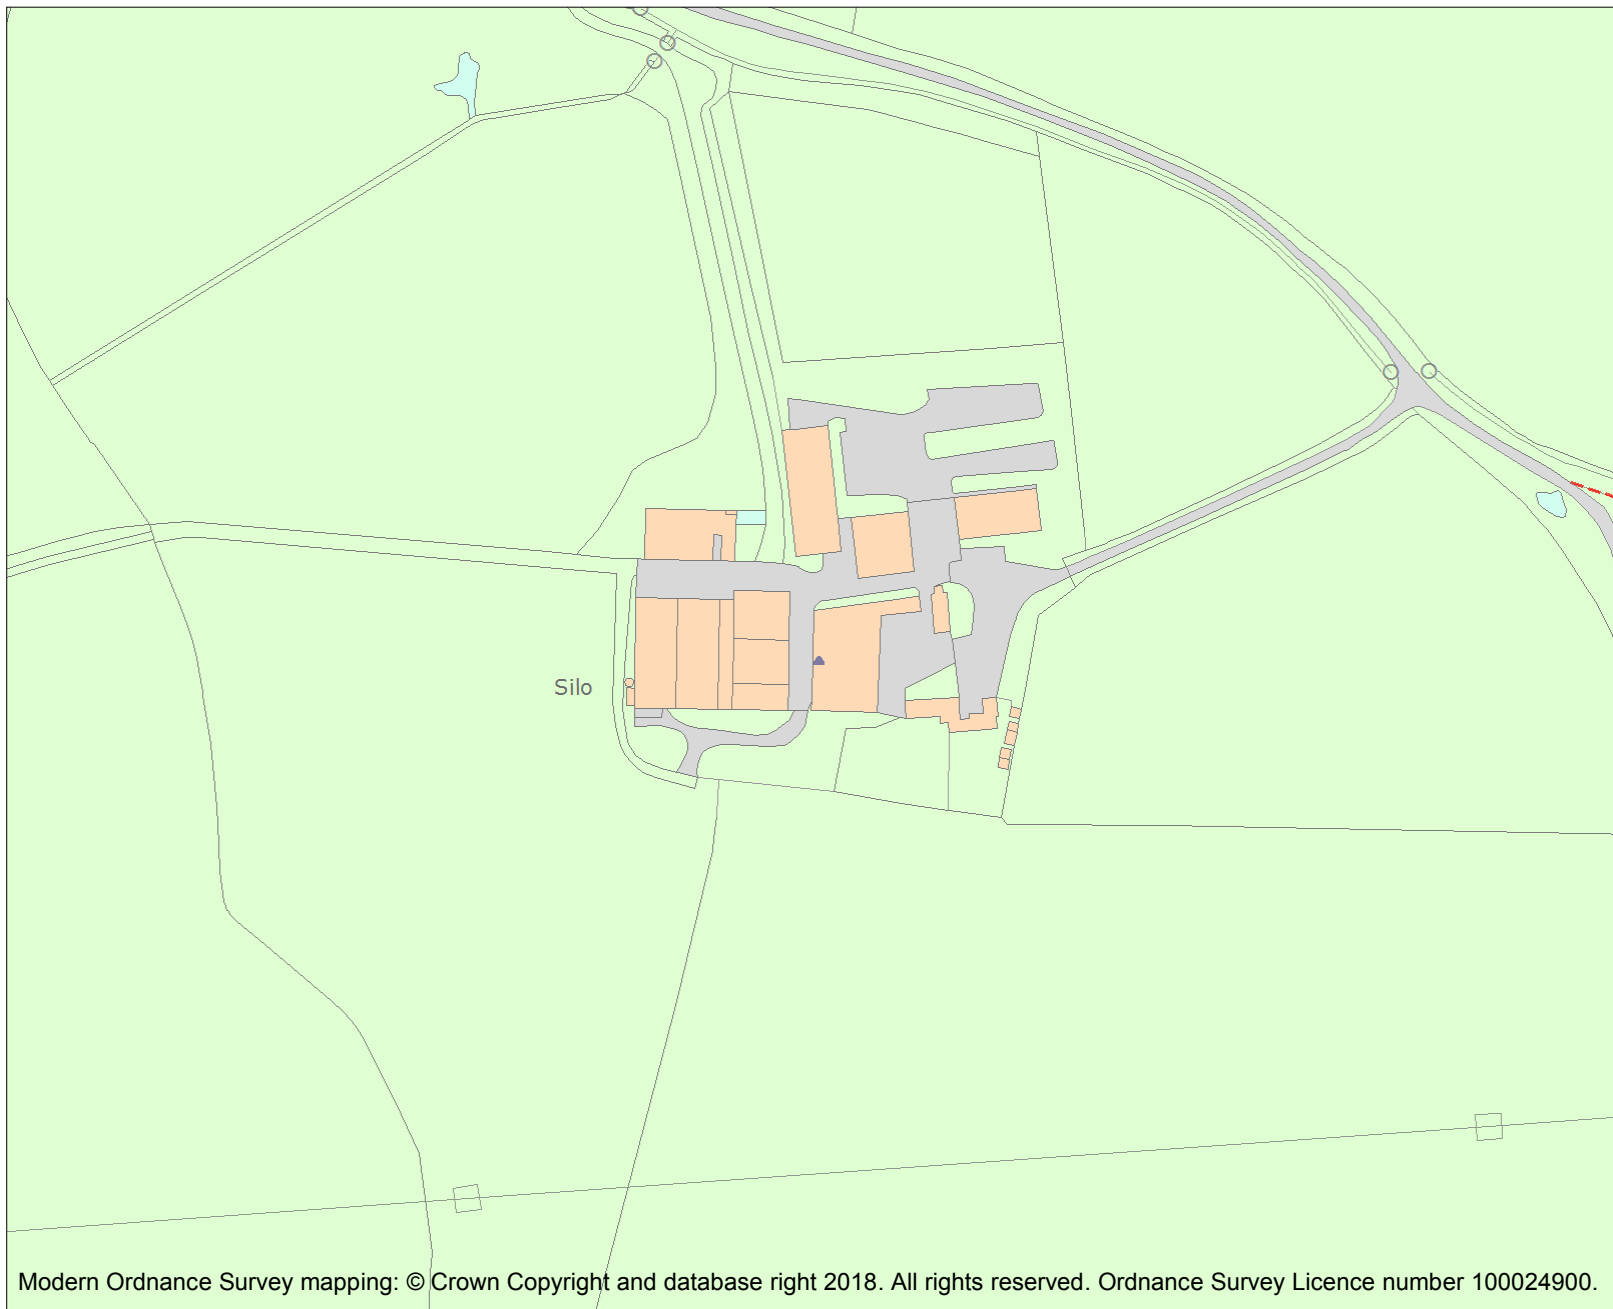 Silo
Modern Ordnance Survey mapping: © Crown Copyright and database right 2018. All rights reserved. Ordnance Survey Licence number 100024900.